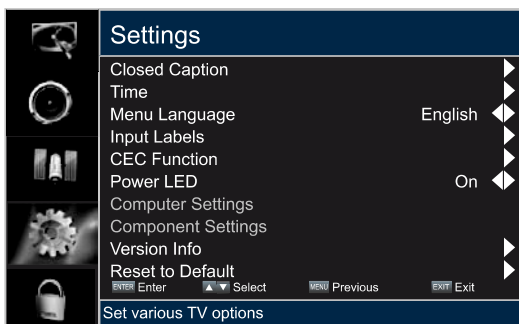 Settings
Closed Caption
Time
Menu Language English
Input Labels
CEC Function
Power LED On
Computer Settings
Component Settings
Version Info
Reset to Default
ENTER Enter Select MENU Previous EXIT Exit
Set various TV options